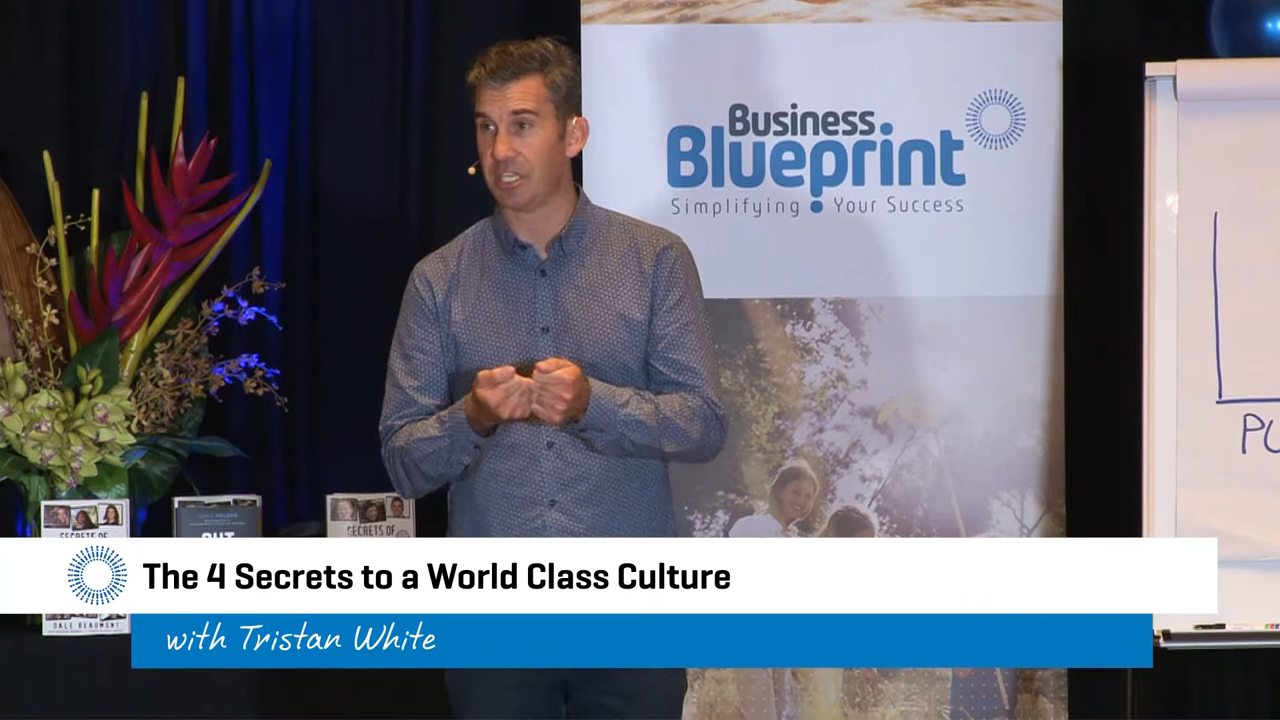 Business
Blueprint
Simplifying Your Success
PU
SECRETS OF
OUT
SECRETS OF
The 4 Secrets to a World Class Culture
DALE BEAUMONT
with Tristan White